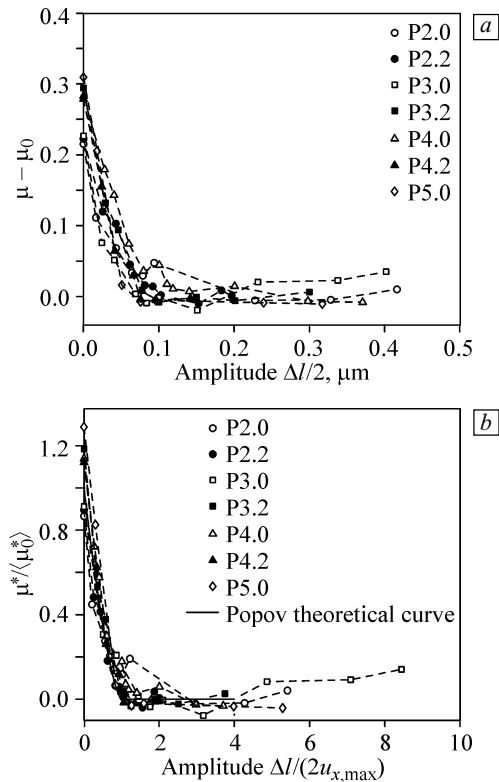 a
0.4
0.3
0.2
0.1
0.0
μ – μ0
P2.0
P2.2
P3.0
P3.2
P4.0
P4.2
P5.0
0.0 0.1 0.2 0.3 0.4 0.5
Amplitude Δl/2, μm
b
1.2
0.8
0.4
0.0
μ*/⟨μ0*⟩
P2.0
P2.2
P3.0
P3.2
P4.0
P4.2
P5.0
Popov theoretical curve
0 2 4 6 8 10
Amplitude Δl/(2ux,max)